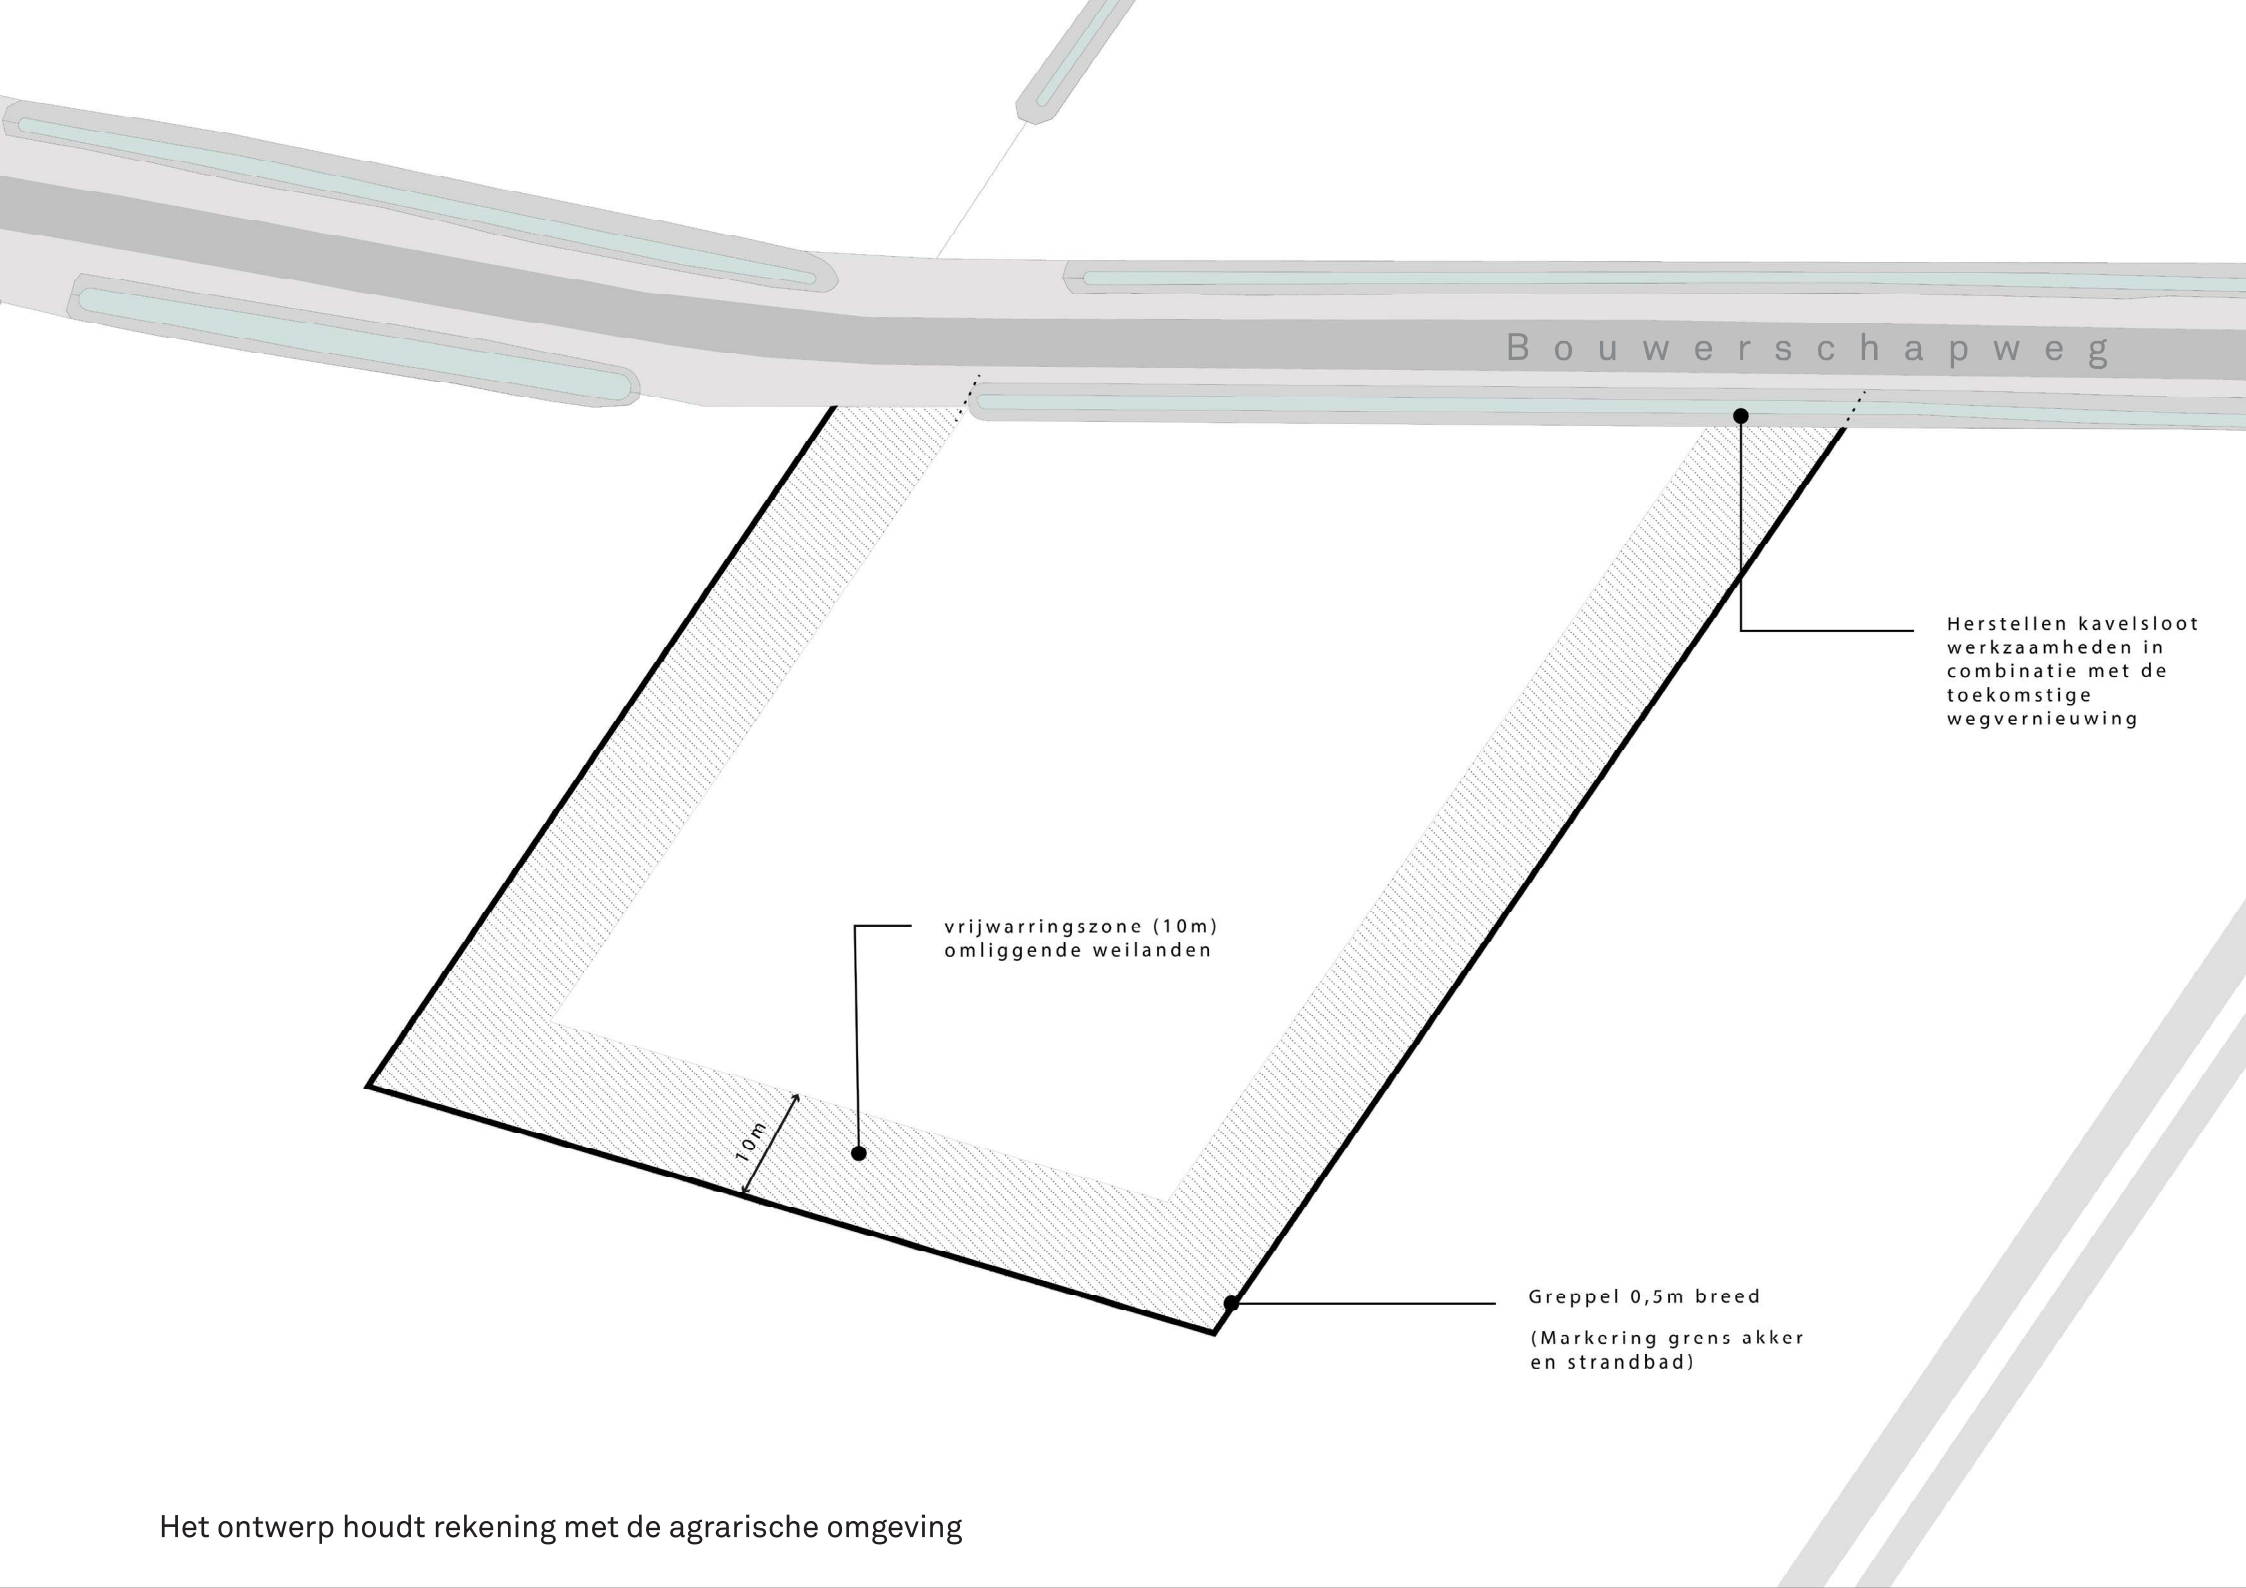 Bouwerschapweg
Herstellen kavelsloot
werkzaamheden in
combinatie met de
toekomstige
wegvernieuwing
vrijwarringszone (10m)
omliggende weilanden
10m
Greppel 0,5m breed
(Markering grens akker
en strandbad)
Het ontwerp houdt rekening met de agrarische omgeving